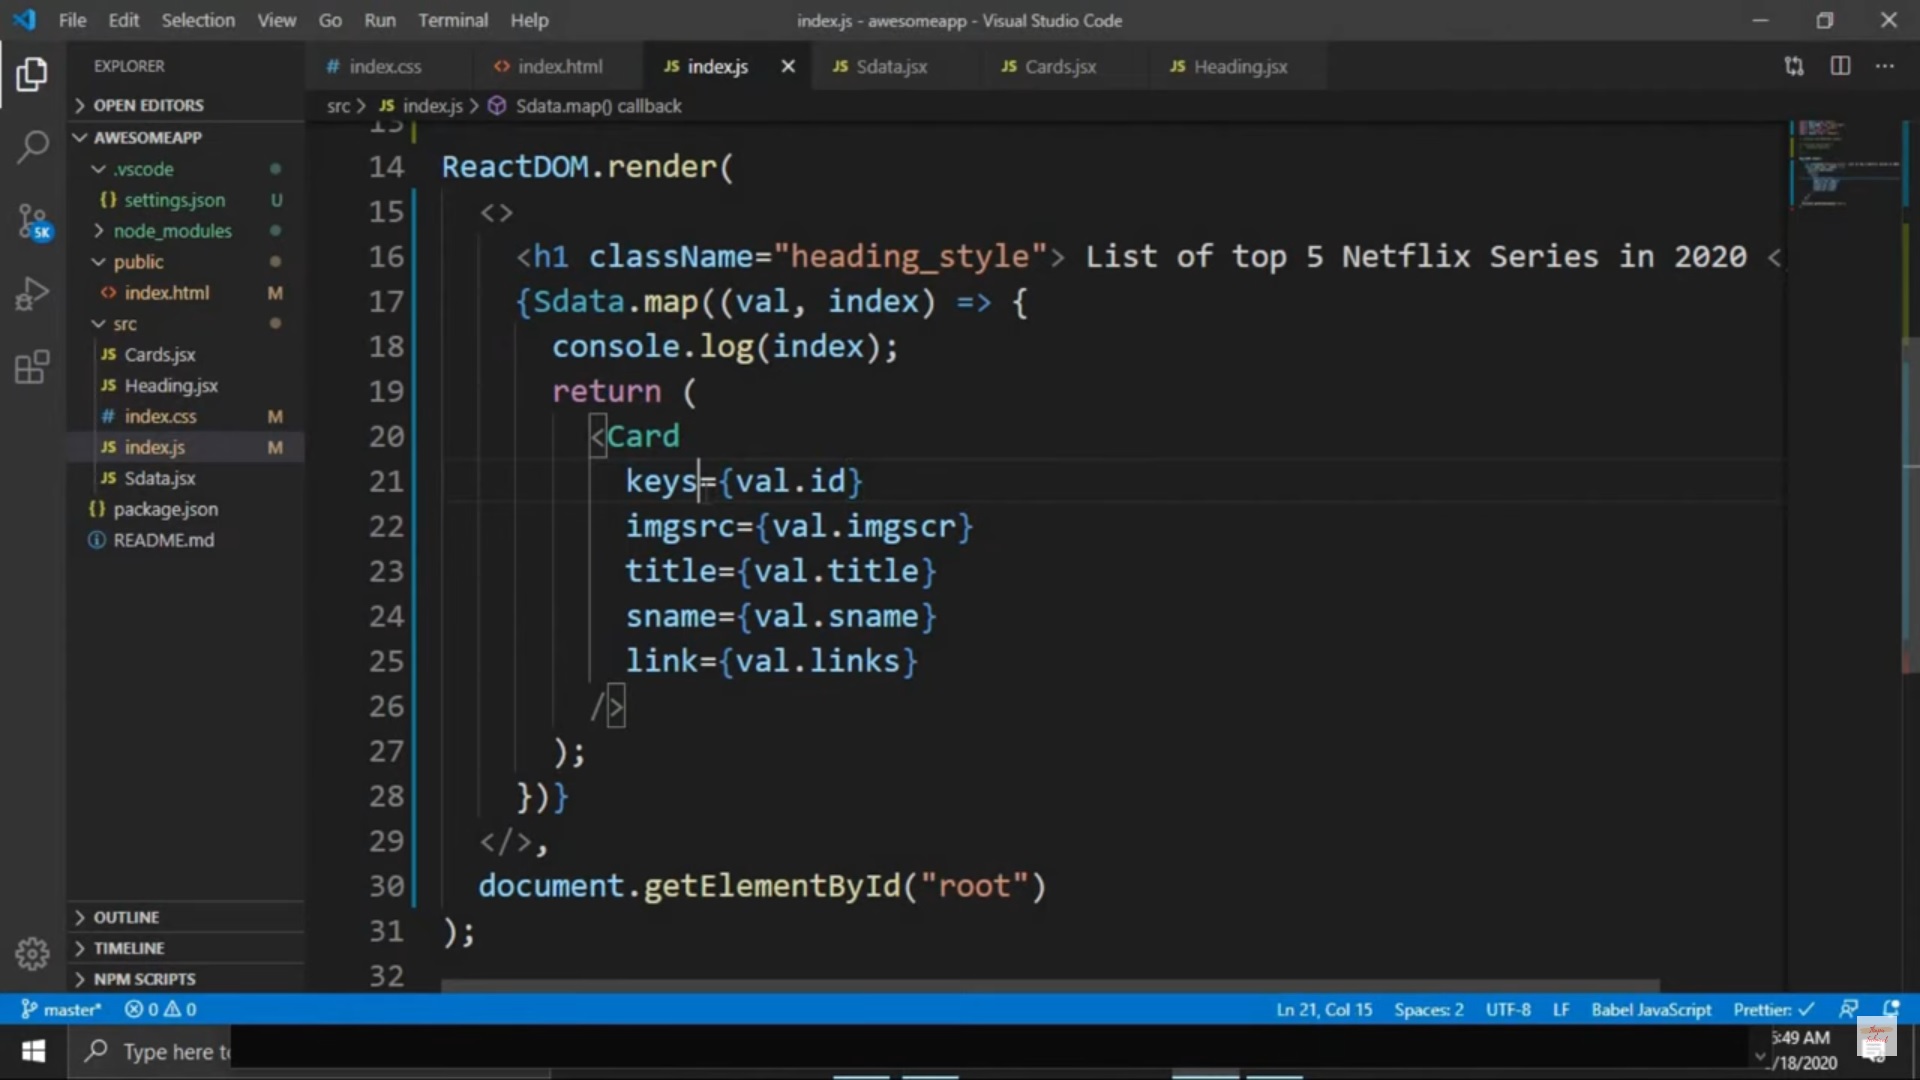 File Edit Selection View Go Run Terminal Help
index.js - awesomeapp - Visual Studio Code
EXPLORER
OPEN EDITORS
AWESOMEAPP
.vscode
{} settings.json U
node_modules
public
<> index.html M
src
JS Cards.jsx
JS Heading.jsx
# index.css M
JS index.js M
JS Sdata.jsx
{} package.json
README.md
OUTLINE
TIMELINE
NPM SCRIPTS
5K
# index.css <> index.html JS index.js × JS Sdata.jsx JS Cards.jsx JS Heading.jsx
src > JS index.js > Sdata.map() callback
13
14 ReactDOM.render(
15 <>
16 <h1 className="heading_style"> List of top 5 Netflix Series in 2020 <
17 {Sdata.map((val, index) => {
18 console.log(index);
19 return (
20 <Card
21 keys={val.id}
22 imgsrc={val.imgscr}
23 title={val.title}
24 sname={val.sname}
25 link={val.links}
26 />
27 );
28 })}
29 </>,
30 document.getElementById("root")
31 );
32
master* 0 0 Ln 21, Col 15 Spaces: 2 UTF-8 LF Babel JavaScript Prettier: ✓
Type here t
:49 AM
/18/2020